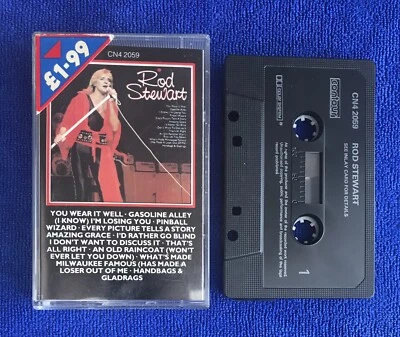 £1·99
CN4 2059
Rod
Stewart
YOU WEAR IT WELL · GASOLINE ALLEY
(I KNOW) I'M LOSING YOU · PINBALL
WIZARD · EVERY PICTURE TELLS A STORY
AMAZING GRACE · I'D RATHER GO BLIND
I DON'T WANT TO DISCUSS IT · THAT'S
ALL RIGHT · AN OLD RAINCOAT (WON'T
EVER LET YOU DOWN) · WHAT'S MADE
MILWAUKEE FAMOUS (HAS MADE A
LOSER OUT OF ME · HANDBAGS &
GLADRAGS
contour
CN4 2059
ROD STEWART
SEE INLAY CARD FOR DETAILS
1